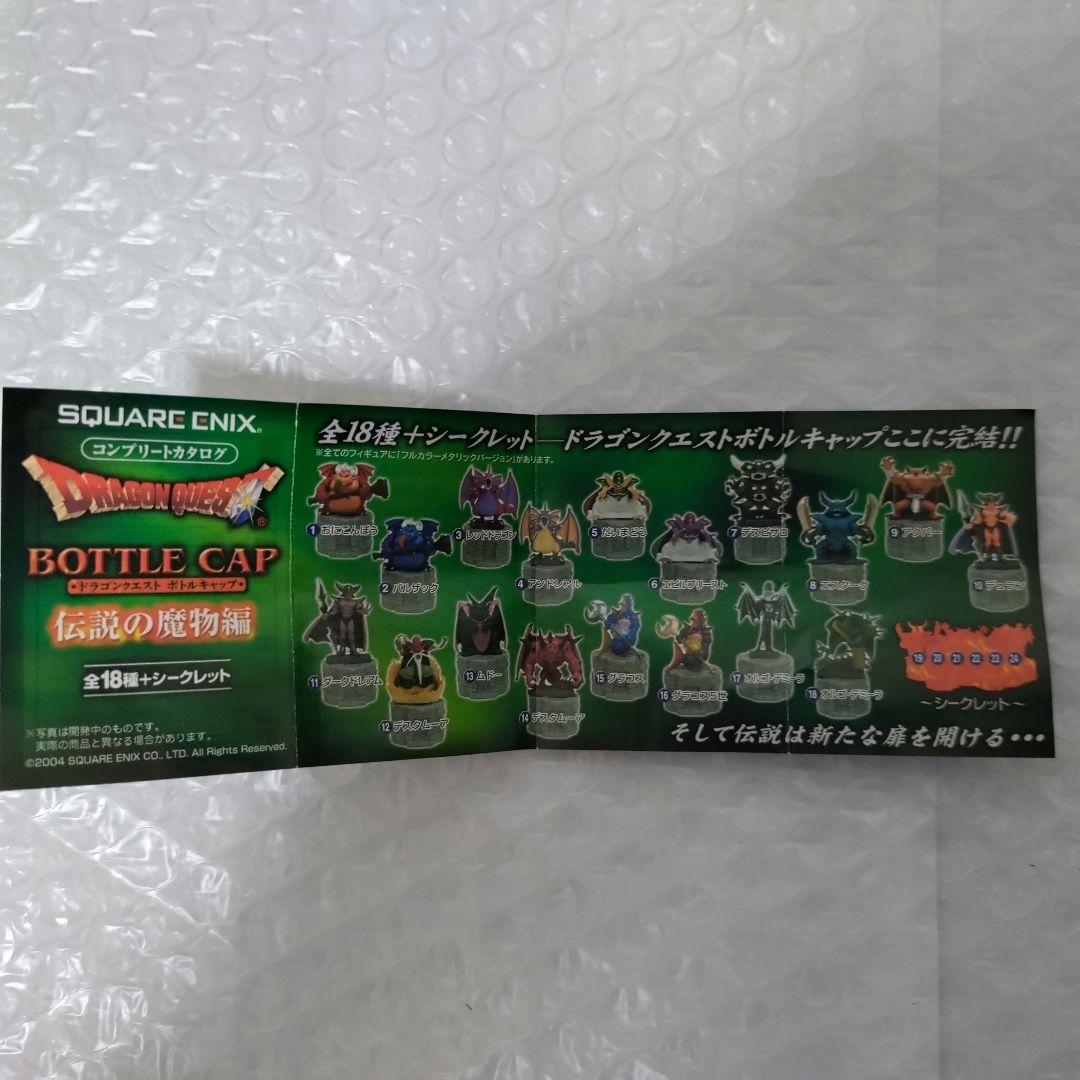 SQUARE ENIX®
コンプリートカタログ
DRAGON QUEST®
BOTTLE CAP
・ドラゴンクエスト ボトルキャップ・
伝説の魔物編
全18種+シークレット
※写真は開発中のものです。
実際の商品と異なる場合があります。
©2004 SQUARE ENIX CO., LTD. All Rights Reserved.
全18種+シークレット―ドラゴンクエストボトルキャップここに完結!!
※全てのフィギュアに「フルカラーメタリックバージョン」があります。
1 おにこんぼう
2 バルザック
3 レッドドラゴン
4 アンドレアル
5 だいまどう
6 エビルプリースト
7 デスピサロ
8 エスターク
9 アクバー
10 デュラン
11 ダークドレアム
12 デスタムーア
13 ムドー
14 デスタムーア
15 グラコス
16 グラコス5世
17 オルゴ・デミーラ
18 オルゴ・デミーラ
19 20 21 22 23 24
～シークレット～
そして伝説は新たな扉を開ける・・・